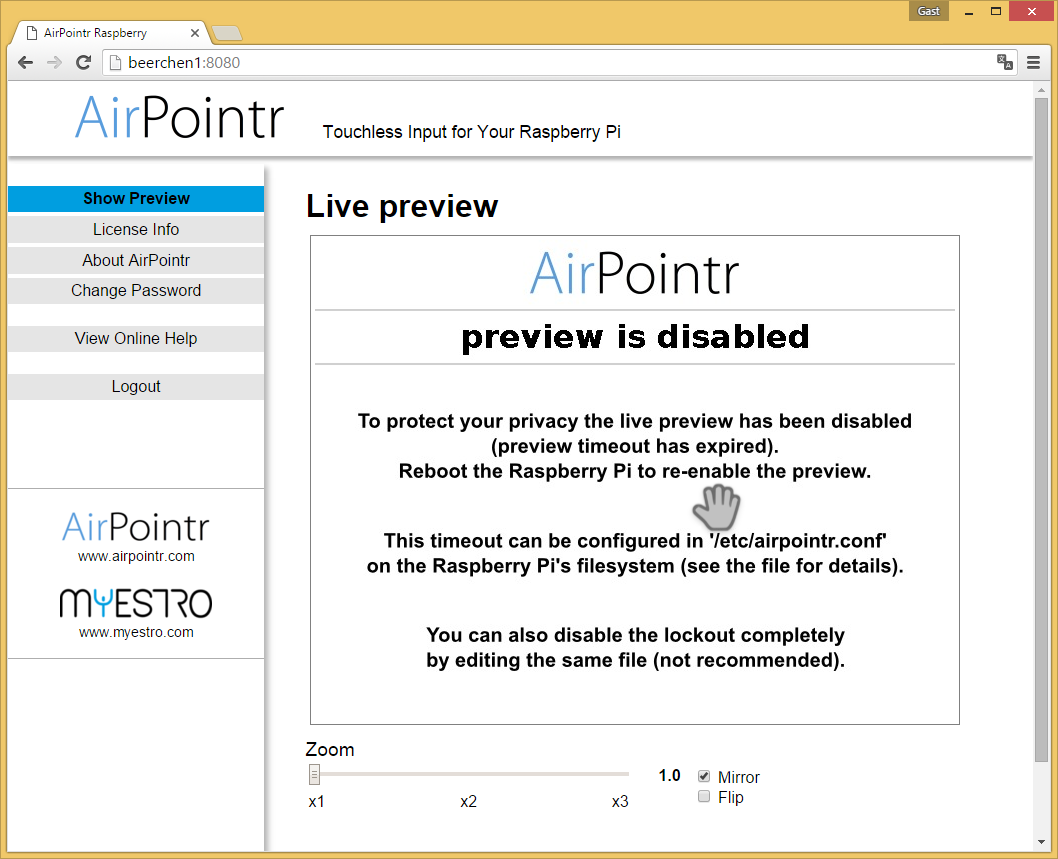 Gast
AirPointr Raspberry
beerchen1:8080
AirPointr
Touchless Input for Your Raspberry Pi
Show Preview
License Info
About AirPointr
Change Password
View Online Help
Logout
AirPointr
www.airpointr.com
MYESTRO
www.myestro.com
Live preview
AirPointr
preview is disabled
To protect your privacy the live preview has been disabled
(preview timeout has expired).
Reboot the Raspberry Pi to re-enable the preview.
This timeout can be configured in '/etc/airpointr.conf'
on the Raspberry Pi's filesystem (see the file for details).
You can also disable the lockout completely
by editing the same file (not recommended).
Zoom
1.0
Mirror
Flip
x1 x2 x3